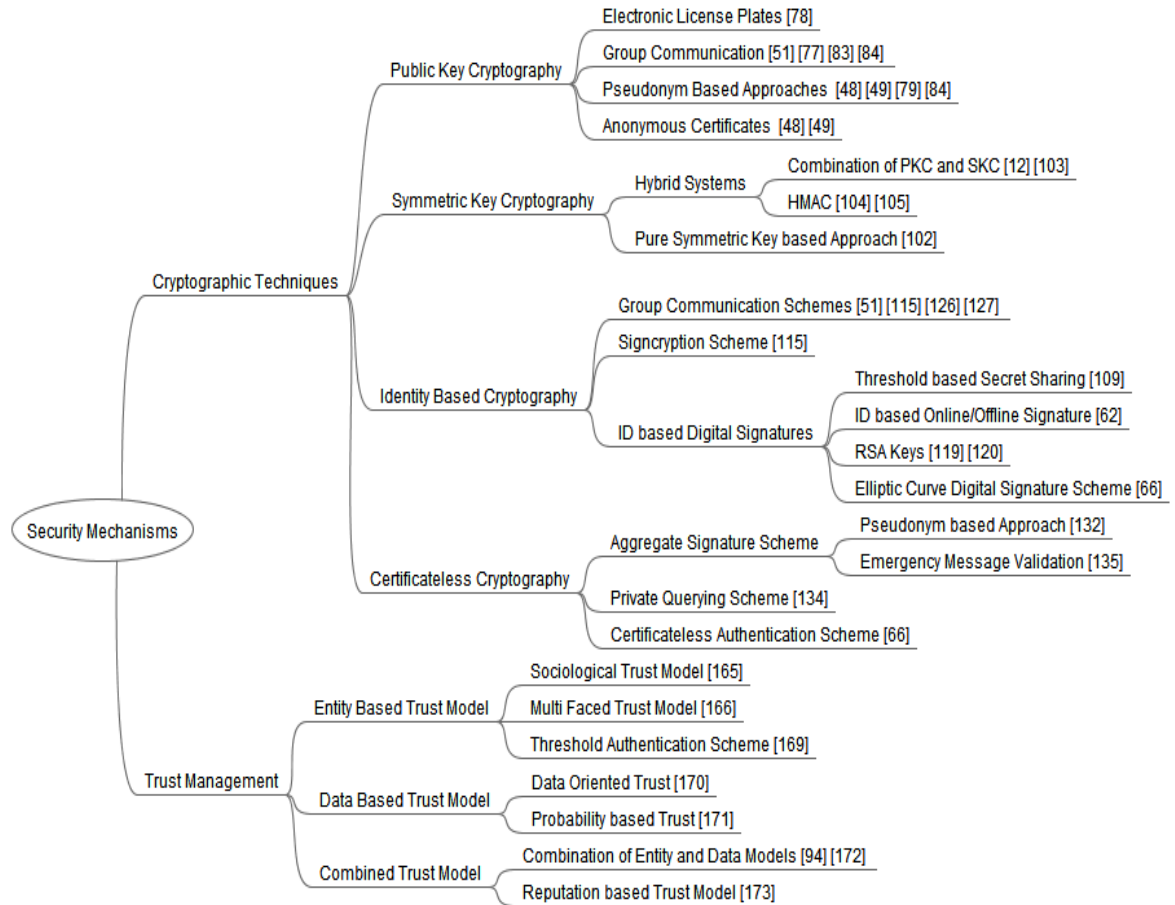 Electronic License Plates [78]
Group Communication [51] [77] [83] [84]
Public Key Cryptography
Pseudonym Based Approaches [48] [49] [79] [84]
Anonymous Certificates [48] [49]
Combination of PKC and SKC [12] [103]
Hybrid Systems
HMAC [104] [105]
Symmetric Key Cryptography
Pure Symmetric Key based Approach [102]
Cryptographic Techniques
Group Communication Schemes [51] [115] [126] [127]
Signcryption Scheme [115]
Identity Based Cryptography
Threshold based Secret Sharing [109]
ID based Online/Offline Signature [62]
ID based Digital Signatures
RSA Keys [119] [120]
Elliptic Curve Digital Signature Scheme [66]
Security Mechanisms
Pseudonym based Approach [132]
Aggregate Signature Scheme
Emergency Message Validation [135]
Certificateless Cryptography
Private Querying Scheme [134]
Certificateless Authentication Scheme [66]
Sociological Trust Model [165]
Entity Based Trust Model
Multi Faced Trust Model [166]
Threshold Authentication Scheme [169]
Trust Management
Data Oriented Trust [170]
Data Based Trust Model
Probability based Trust [171]
Combination of Entity and Data Models [94] [172]
Combined Trust Model
Reputation based Trust Model [173]